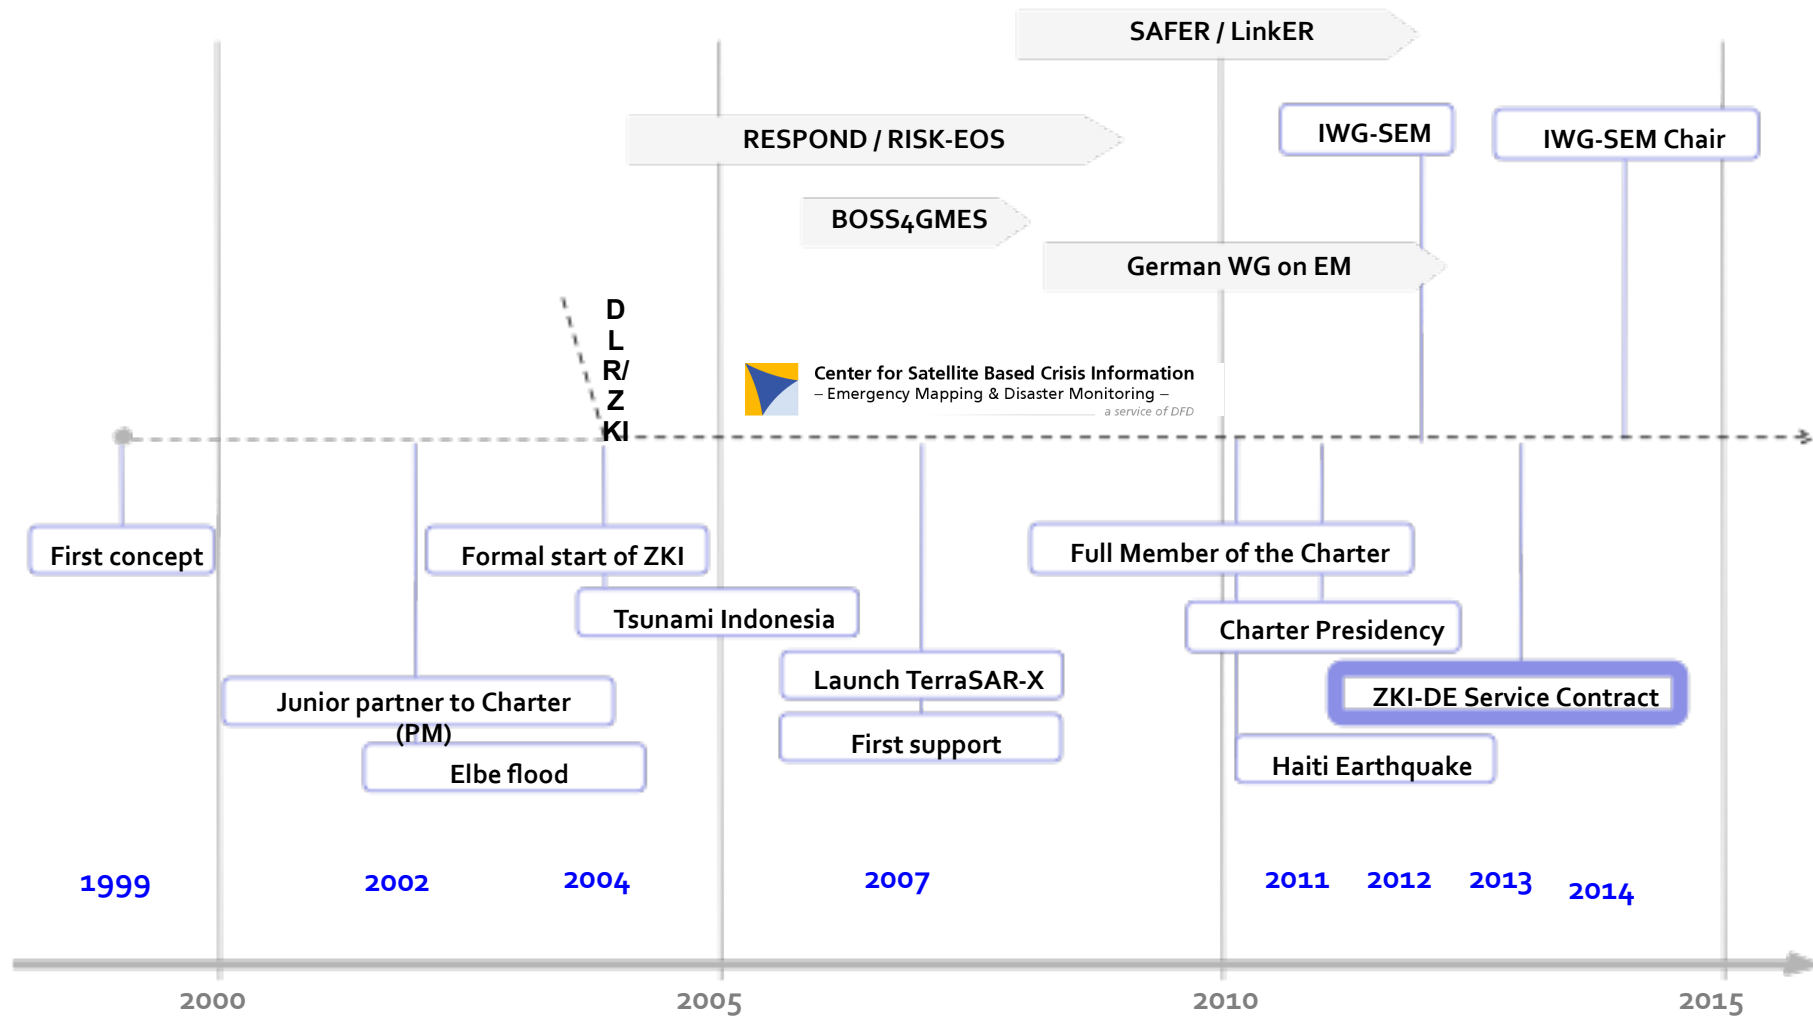 SAFER / LinkER
IWG-SEM
IWG-SEM Chair
RESPOND / RISK-EOS
BOSS4GMES
German WG on EM
D
L
R/
Z
KI
Center for Satellite Based Crisis Information
– Emergency Mapping & Disaster Monitoring –
a service of DFD
First concept
Formal start of ZKI
Full Member of the Charter
Tsunami Indonesia
Charter Presidency
Launch TerraSAR-X
ZKI-DE Service Contract
Junior partner to Charter
(PM)
First support
Elbe flood
Haiti Earthquake
1999
2002
2004
2007
2011
2012
2013
2014
2000
2005
2010
2015